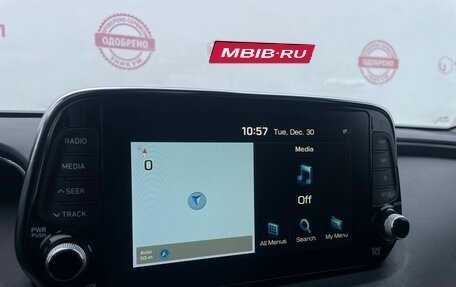 ОДОБРЕНО
MBIB-RU
ОДОБРЕНО
10:57 Tue, Dec. 30
RADIO
MEDIA
SEEK
TRACK
PWR
PUSH
0
Auto
50 m
Media
Off
All Menus
Search
My Menu